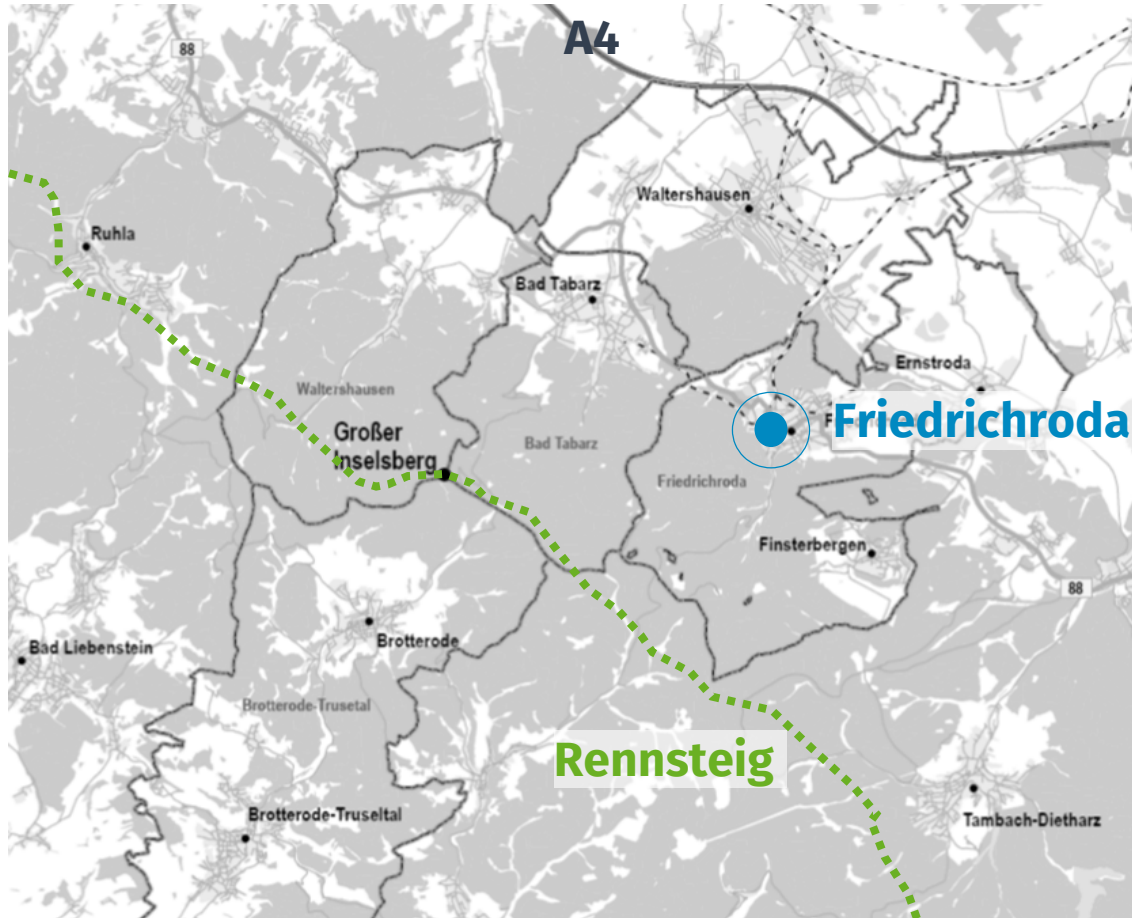 A4
88
4
Waltershausen
Ruhla
Bad Tabarz
Ernstroda
Waltershausen
Friedrichroda
Großer
Inselsberg
Bad Tabarz
Friedrichroda
Finsterbergen
88
Brotterode
Bad Liebenstein
Brotterode-Trusetal
Rennsteig
Brotterode-Truseltal
Tambach-Dietharz